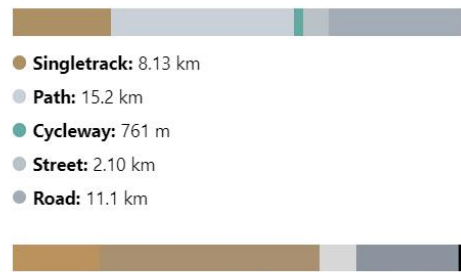 Singletrack: 8.13 km
Path: 15.2 km
Cycleway: 761 m
Street: 2.10 km
Road: 11.1 km